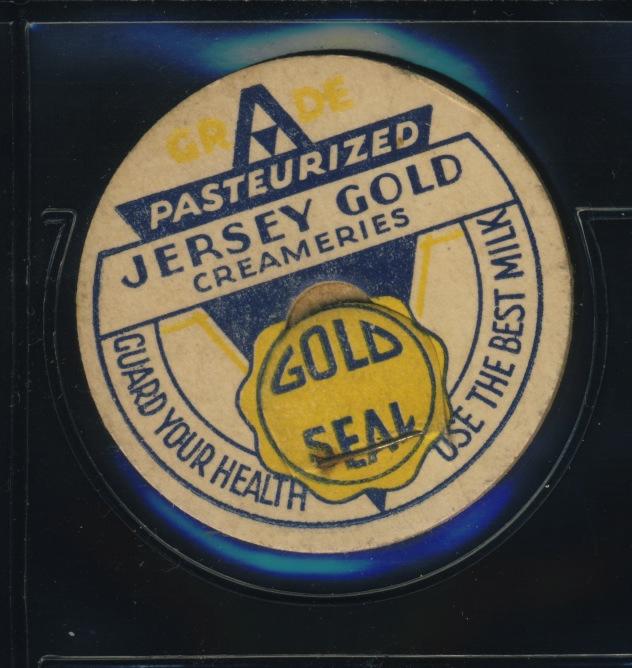 GRADE
PASTEURIZED
JERSEY GOLD
CREAMERIES
GOLD
SEAL
GUARD YOUR HEALTH
USE THE BEST MILK